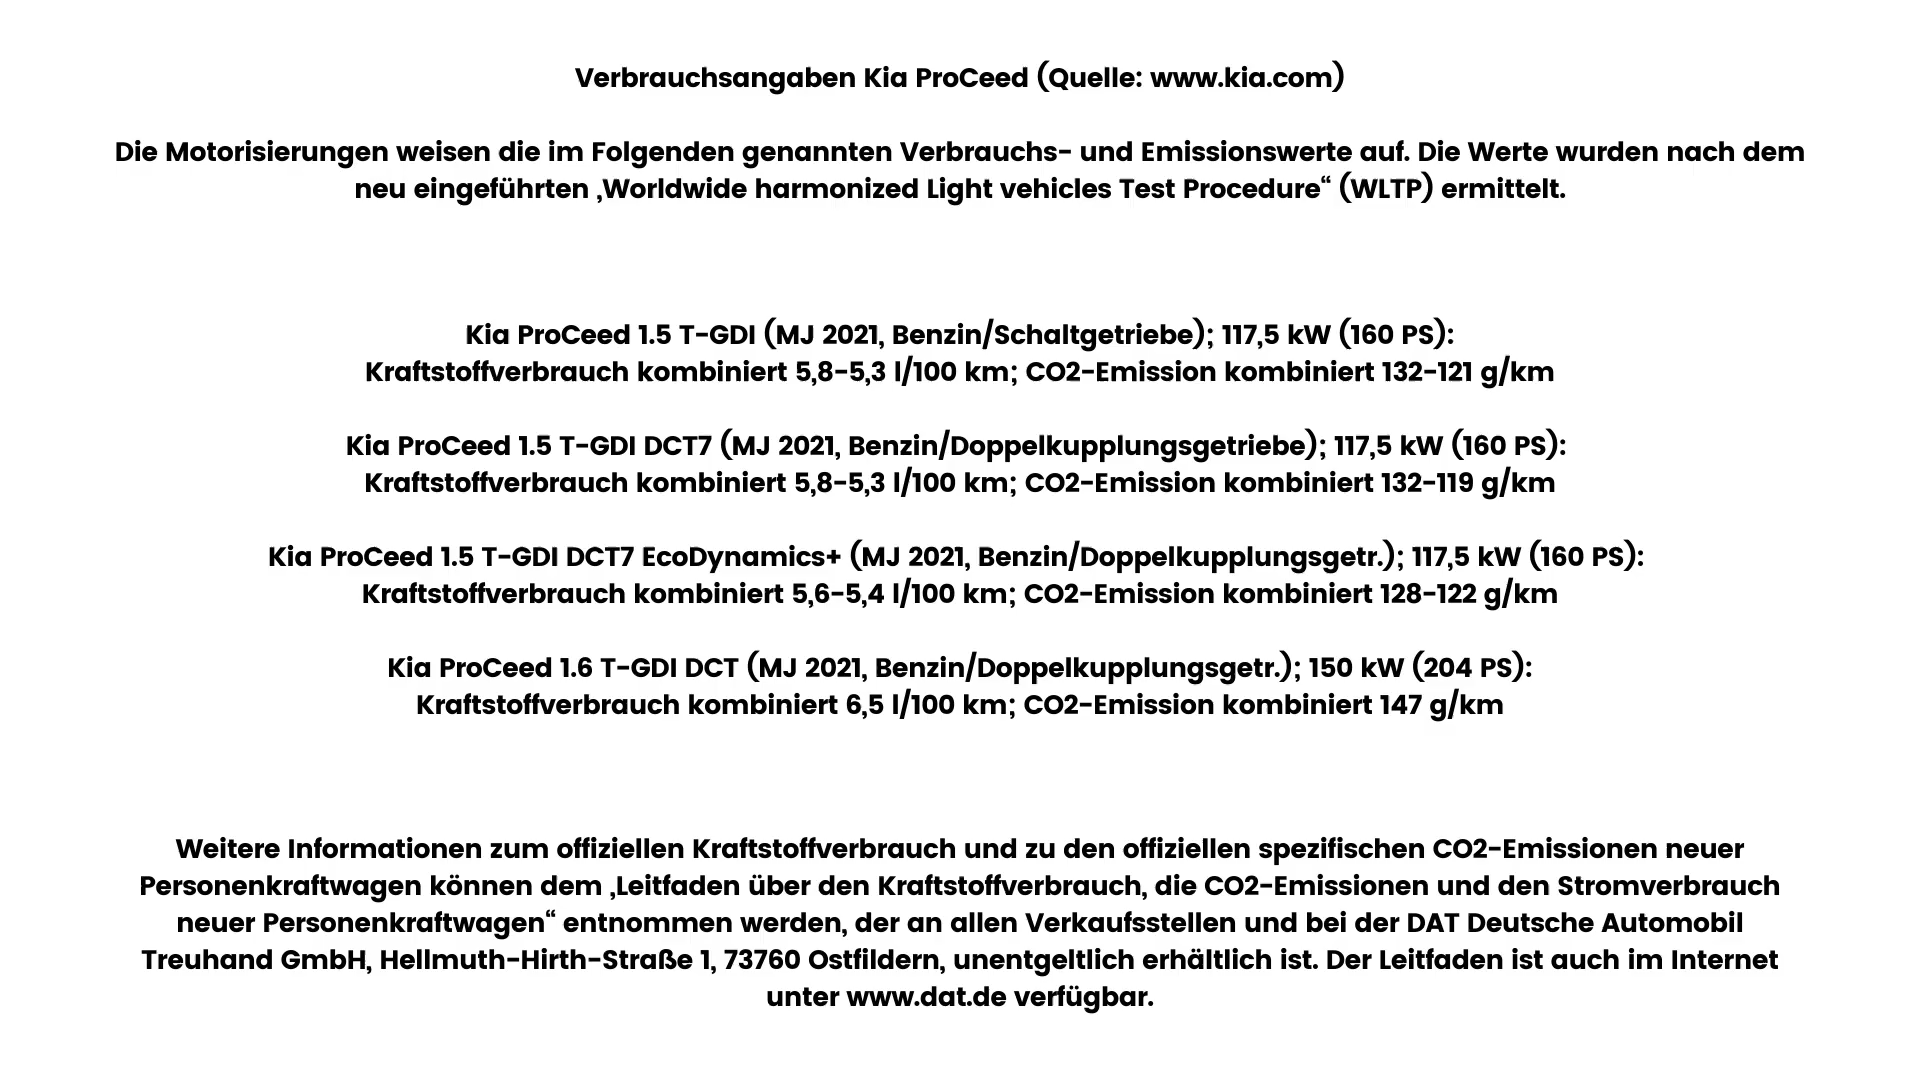 Verbrauchsangaben Kia ProCeed (Quelle: www.kia.com)
Die Motorisierungen weisen die im Folgenden genannten Verbrauchs- und Emissionswerte auf. Die Werte wurden nach dem
neu eingeführten ‚Worldwide harmonized Light vehicles Test Procedure“ (WLTP) ermittelt.
Kia ProCeed 1.5 T-GDI (MJ 2021, Benzin/Schaltgetriebe); 117,5 kW (160 PS):
Kraftstoffverbrauch kombiniert 5,8-5,3 l/100 km; CO2-Emission kombiniert 132-121 g/km
Kia ProCeed 1.5 T-GDI DCT7 (MJ 2021, Benzin/Doppelkupplungsgetriebe); 117,5 kW (160 PS):
Kraftstoffverbrauch kombiniert 5,8-5,3 l/100 km; CO2-Emission kombiniert 132-119 g/km
Kia ProCeed 1.5 T-GDI DCT7 EcoDynamics+ (MJ 2021, Benzin/Doppelkupplungsgetr.); 117,5 kW (160 PS):
Kraftstoffverbrauch kombiniert 5,6-5,4 l/100 km; CO2-Emission kombiniert 128-122 g/km
Kia ProCeed 1.6 T-GDI DCT (MJ 2021, Benzin/Doppelkupplungsgetr.); 150 kW (204 PS):
Kraftstoffverbrauch kombiniert 6,5 l/100 km; CO2-Emission kombiniert 147 g/km
Weitere Informationen zum offiziellen Kraftstoffverbrauch und zu den offiziellen spezifischen CO2-Emissionen neuer
Personenkraftwagen können dem ‚Leitfaden über den Kraftstoffverbrauch, die CO2-Emissionen und den Stromverbrauch
neuer Personenkraftwagen“ entnommen werden, der an allen Verkaufsstellen und bei der DAT Deutsche Automobil
Treuhand GmbH, Hellmuth-Hirth-Straße 1, 73760 Ostfildern, unentgeltlich erhältlich ist. Der Leitfaden ist auch im Internet
unter www.dat.de verfügbar.